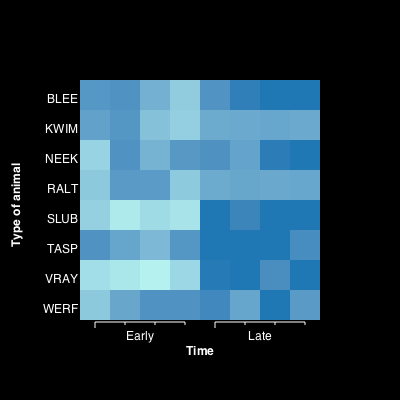 BLEE
KWIM
NEEK
RALT
SLUB
TASP
VRAY
WERF
Type of animal
Early Late
Time